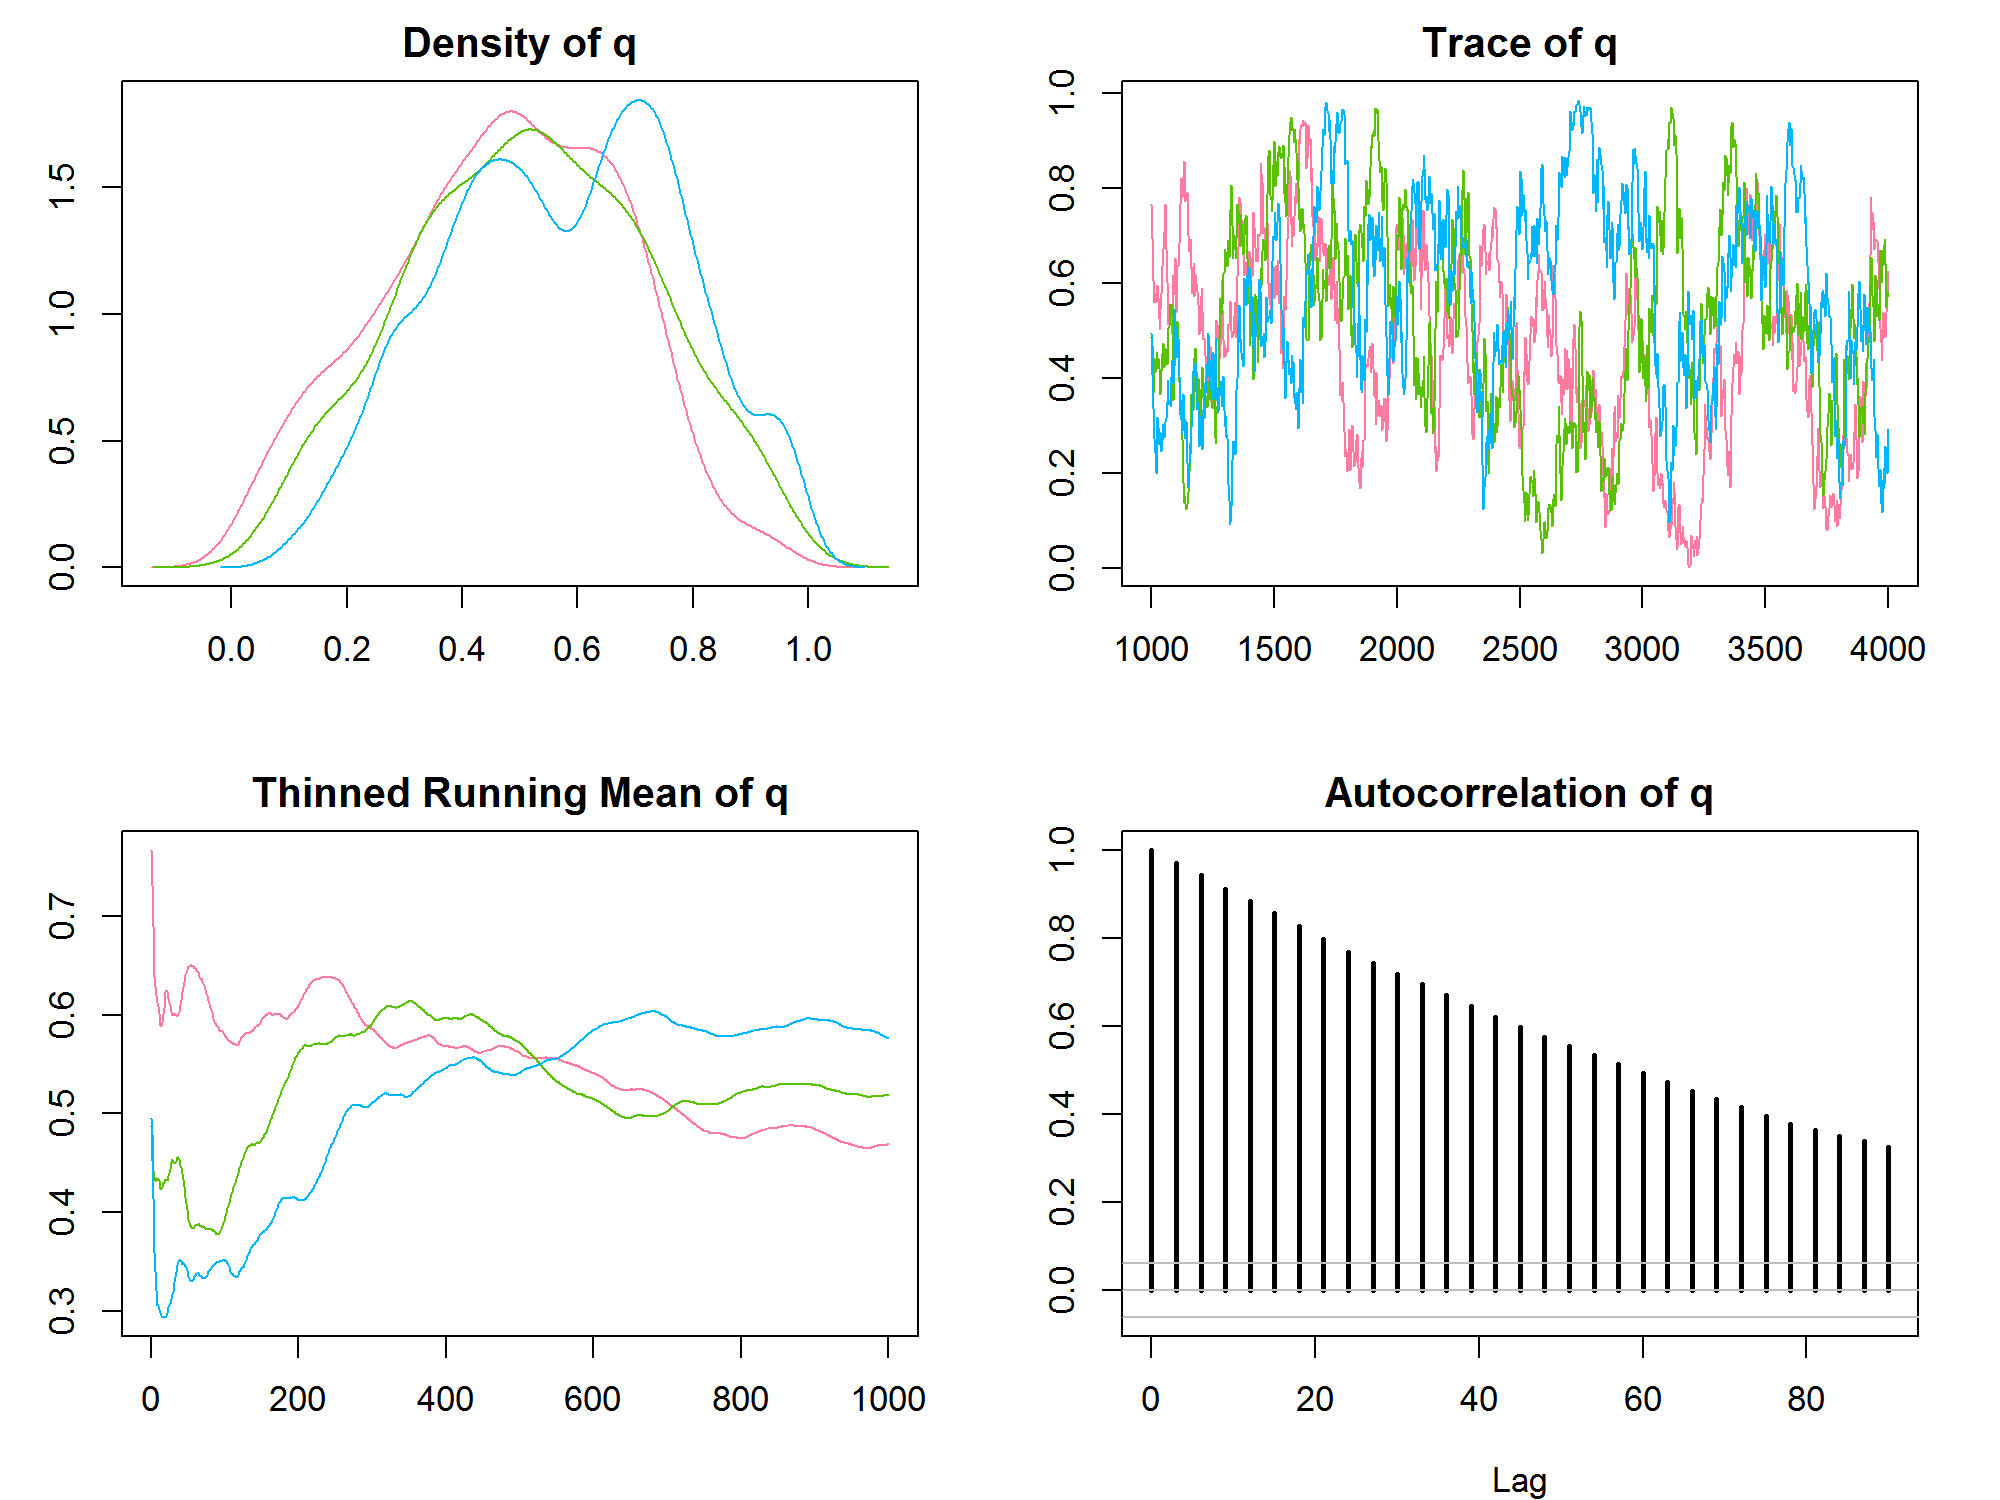 Density of q
0.0 0.5 1.0 1.5
0.0 0.2 0.4 0.6 0.8 1.0
Trace of q
0.0 0.2 0.4 0.6 0.8 1.0
1000 1500 2000 2500 3000 3500 4000
Thinned Running Mean of q
0.3 0.4 0.5 0.6 0.7
0 200 400 600 800 1000
Autocorrelation of q
0.0 0.2 0.4 0.6 0.8 1.0
0 20 40 60 80
Lag